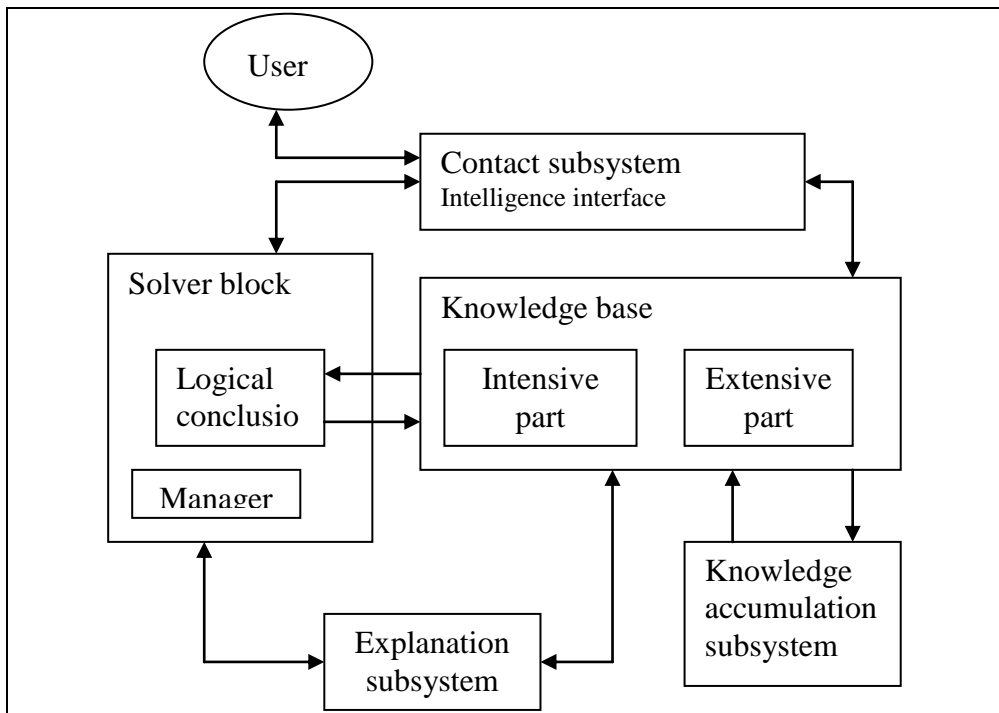 User
Contact subsystem
Intelligence interface
Solver block
Knowledge base
Logical
conclusio
Intensive
part
Extensive
part
Manager
Knowledge
accumulation
subsystem
Explanation
subsystem